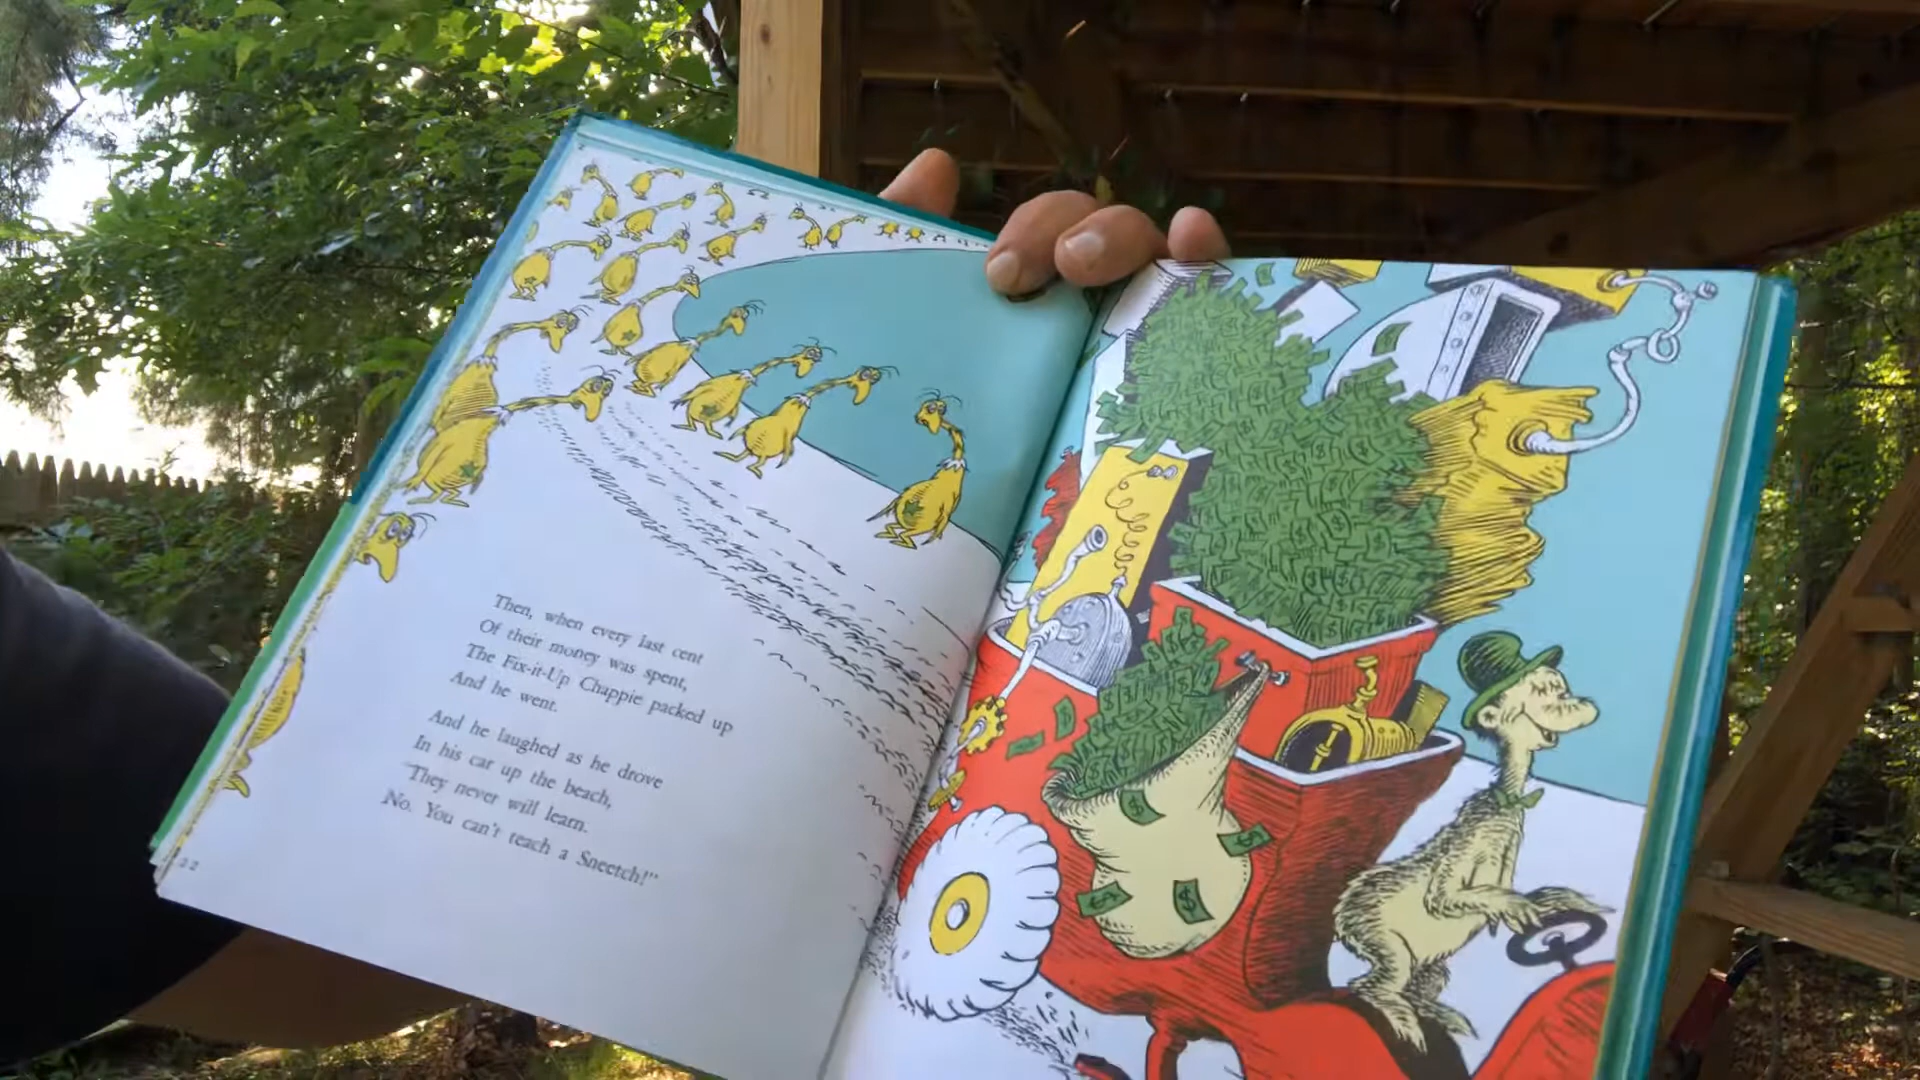 Then, when every last cent
Of their money was spent,
The Fix-it-Up Chappie packed up
And he went.
And he laughed as he drove
In his car up the beach,
"They never will learn.
No. You can't teach a Sneetch!"
22